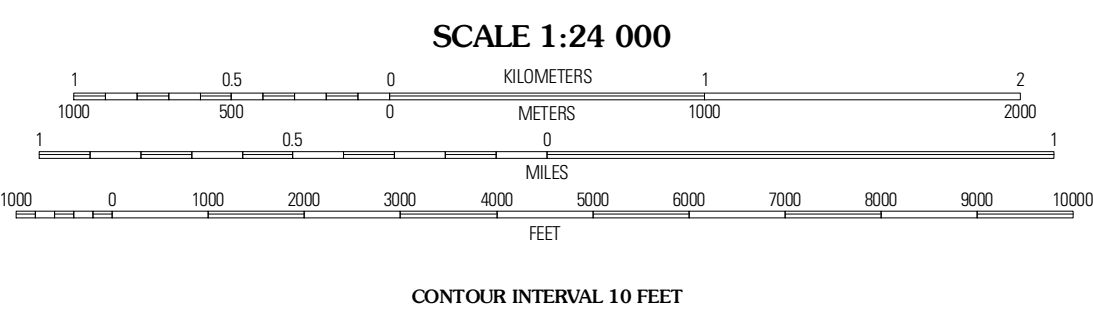 SCALE 1:24 000
1 0.5 0 KILOMETERS 1 2
1000 500 0 METERS 1000 2000
1 0.5 0 1
MILES
1000 0 1000 2000 3000 4000 5000 6000 7000 8000 9000 10000
FEET
CONTOUR INTERVAL 10 FEET